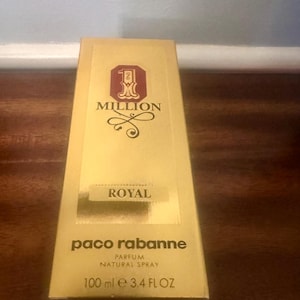 1
MILLION
$
ROYAL
paco rabanne
PARFUM
NATURAL SPRAY
100 ml e 3.4 FL OZ